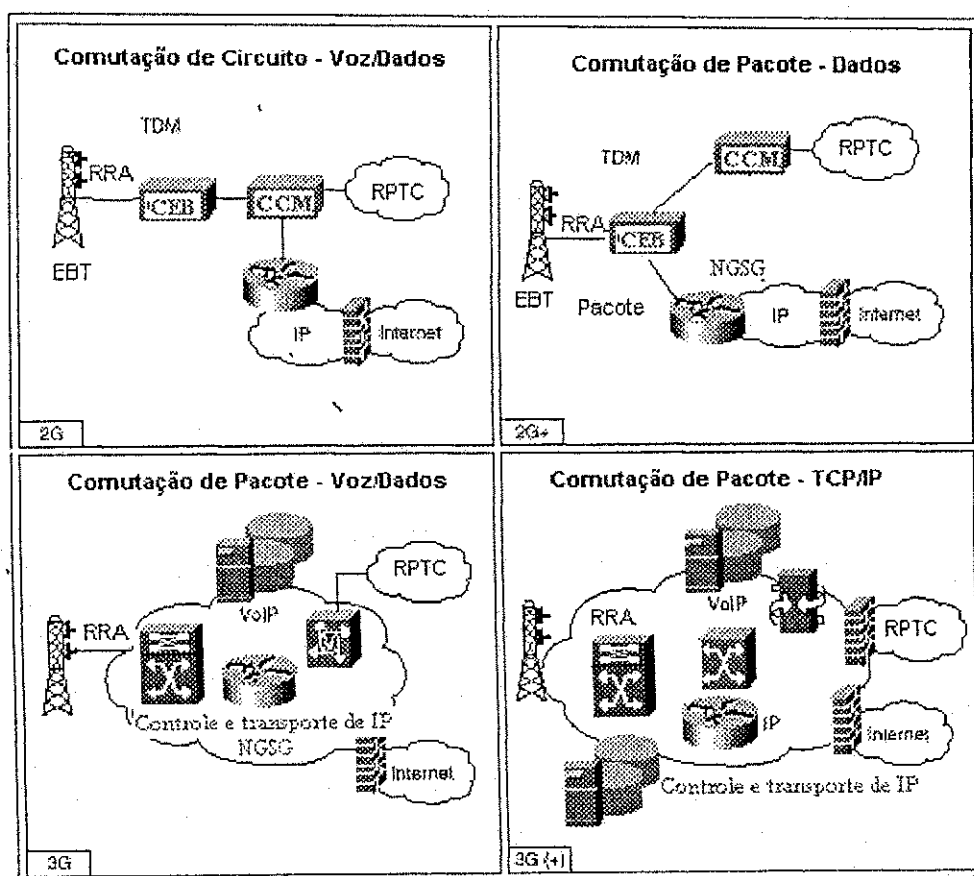 Comutação de Circuito - Voz/Dados
TDM
RRA
CEB
CCM
RPTC
EBT
IP
Internet
2G
Comutação de Pacote - Dados
TDM
CCM
RPTC
RRA
CEB
NGSG
EBT
Pacote
IP
Internet
2G+
Comutação de Pacote - Voz/Dados
RPTC
VoIP
RRA
Controle e transporte de IP
NGSG
Internet
3G
Comutação de Pacote - TCP/IP
VoIP
RRA
RPTC
IP
Internet
Controle e transporte de IP
3G (+)